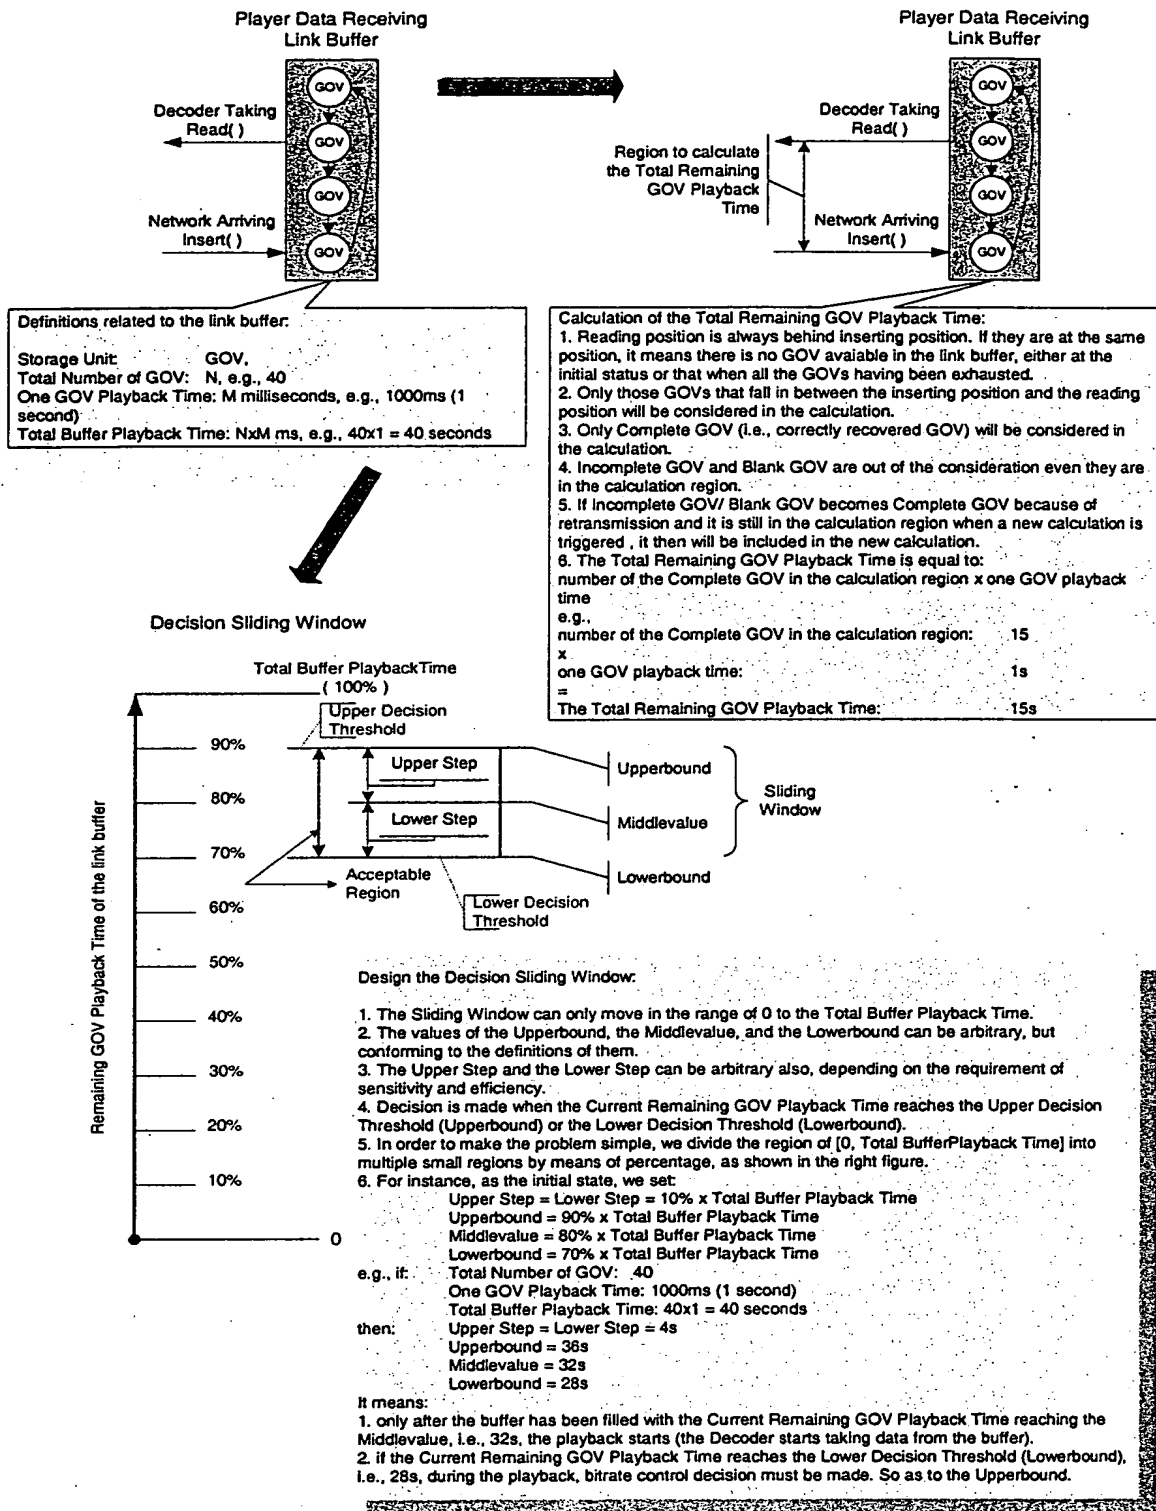 Player Data Receiving
Link Buffer
GOV
GOV
GOV
GOV
Decoder Taking
Read( )
Network Arriving
Insert( )
Player Data Receiving
Link Buffer
GOV
GOV
GOV
GOV
Decoder Taking
Read( )
Region to calculate
the Total Remaining
GOV Playback
Time
Network Arriving
Insert( )
Definitions related to the link buffer:
Storage Unit: GOV,
Total Number of GOV: N, e.g., 40
One GOV Playback Time: M milliseconds, e.g., 1000ms (1
second)
Total Buffer Playback Time: NxM ms, e.g., 40x1 = 40 seconds
Calculation of the Total Remaining GOV Playback Time:
1. Reading position is always behind inserting position. If they are at the same
position, it means there is no GOV avaiable in the link buffer, either at the
initial status or that when all the GOVs having been exhausted.
2. Only those GOVs that fall in between the inserting position and the reading
position will be considered in the calculation.
3. Only Complete GOV (i.e., correctly recovered GOV) will be considered in
the calculation.
4. Incomplete GOV and Blank GOV are out of the consideration even they are
in the calculation region.
5. If Incomplete GOV/ Blank GOV becomes Complete GOV because of
retransmission and it is still in the calculation region when a new calculation is
triggered , it then will be included in the new calculation.
6. The Total Remaining GOV Playback Time is equal to:
number of the Complete GOV in the calculation region x one GOV playback
time
e.g.,
number of the Complete GOV in the calculation region: 15
x
one GOV playback time: 1s
=
The Total Remaining GOV Playback Time: 15s
Decision Sliding Window
Total Buffer PlaybackTime
( 100% )
Upper Decision
Threshold
Remaining GOV Playback Time of the link buffer
90%
80%
70%
60%
50%
40%
30%
20%
10%
0
Upper Step
Lower Step
Acceptable
Region
Lower Decision
Threshold
Upperbound
Middlevalue
Lowerbound
Sliding
Window
Design the Decision Sliding Window:
1. The Sliding Window can only move in the range of 0 to the Total Buffer Playback Time.
2. The values of the Upperbound, the Middlevalue, and the Lowerbound can be arbitrary, but
conforming to the definitions of them.
3. The Upper Step and the Lower Step can be arbitrary also, depending on the requirement of
sensitivity and efficiency.
4. Decision is made when the Current Remaining GOV Playback Time reaches the Upper Decision
Threshold (Upperbound) or the Lower Decision Threshold (Lowerbound).
5. In order to make the problem simple, we divide the region of [0, Total BufferPlayback Time] into
multiple small regions by means of percentage, as shown in the right figure.
6. For instance, as the initial state, we set:
Upper Step = Lower Step = 10% x Total Buffer Playback Time
Upperbound = 90% x Total Buffer Playback Time
Middlevalue = 80% x Total Buffer Playback Time
Lowerbound = 70% x Total Buffer Playback Time
e.g., if: Total Number of GOV: 40
One GOV Playback Time: 1000ms (1 second)
Total Buffer Playback Time: 40x1 = 40 seconds
then: Upper Step = Lower Step = 4s
Upperbound = 36s
Middlevalue = 32s
Lowerbound = 28s
It means:
1. only after the buffer has been filled with the Current Remaining GOV Playback Time reaching the
Middlevalue, i.e., 32s, the playback starts (the Decoder starts taking data from the buffer).
2. if the Current Remaining GOV Playback Time reaches the Lower Decision Threshold (Lowerbound),
i.e., 28s, during the playback, bitrate control decision must be made. So as to the Upperbound.